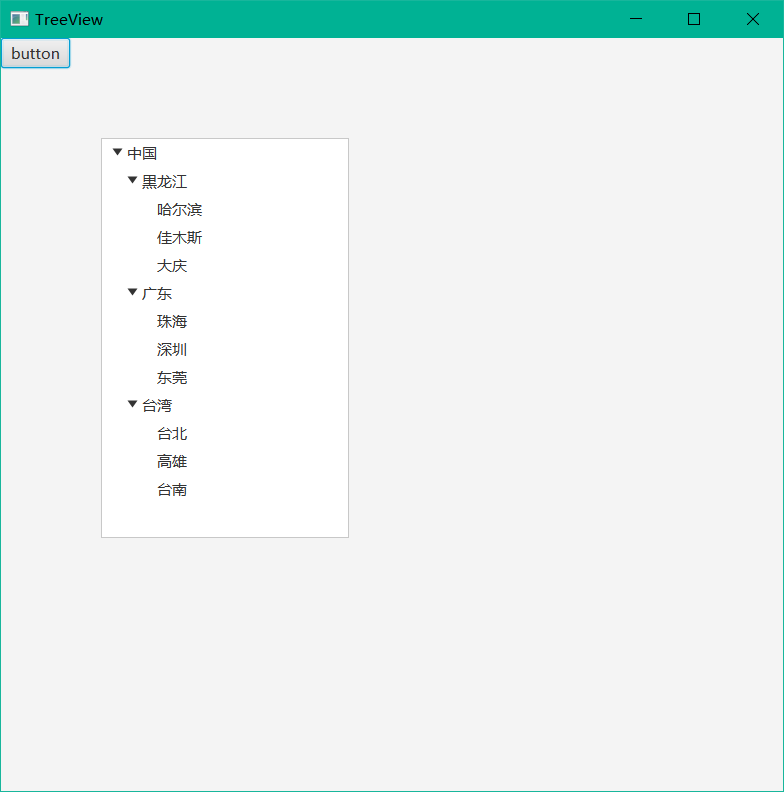 TreeView
button
中国
黑龙江
哈尔滨
佳木斯
大庆
广东
珠海
深圳
东莞
台湾
台北
高雄
台南